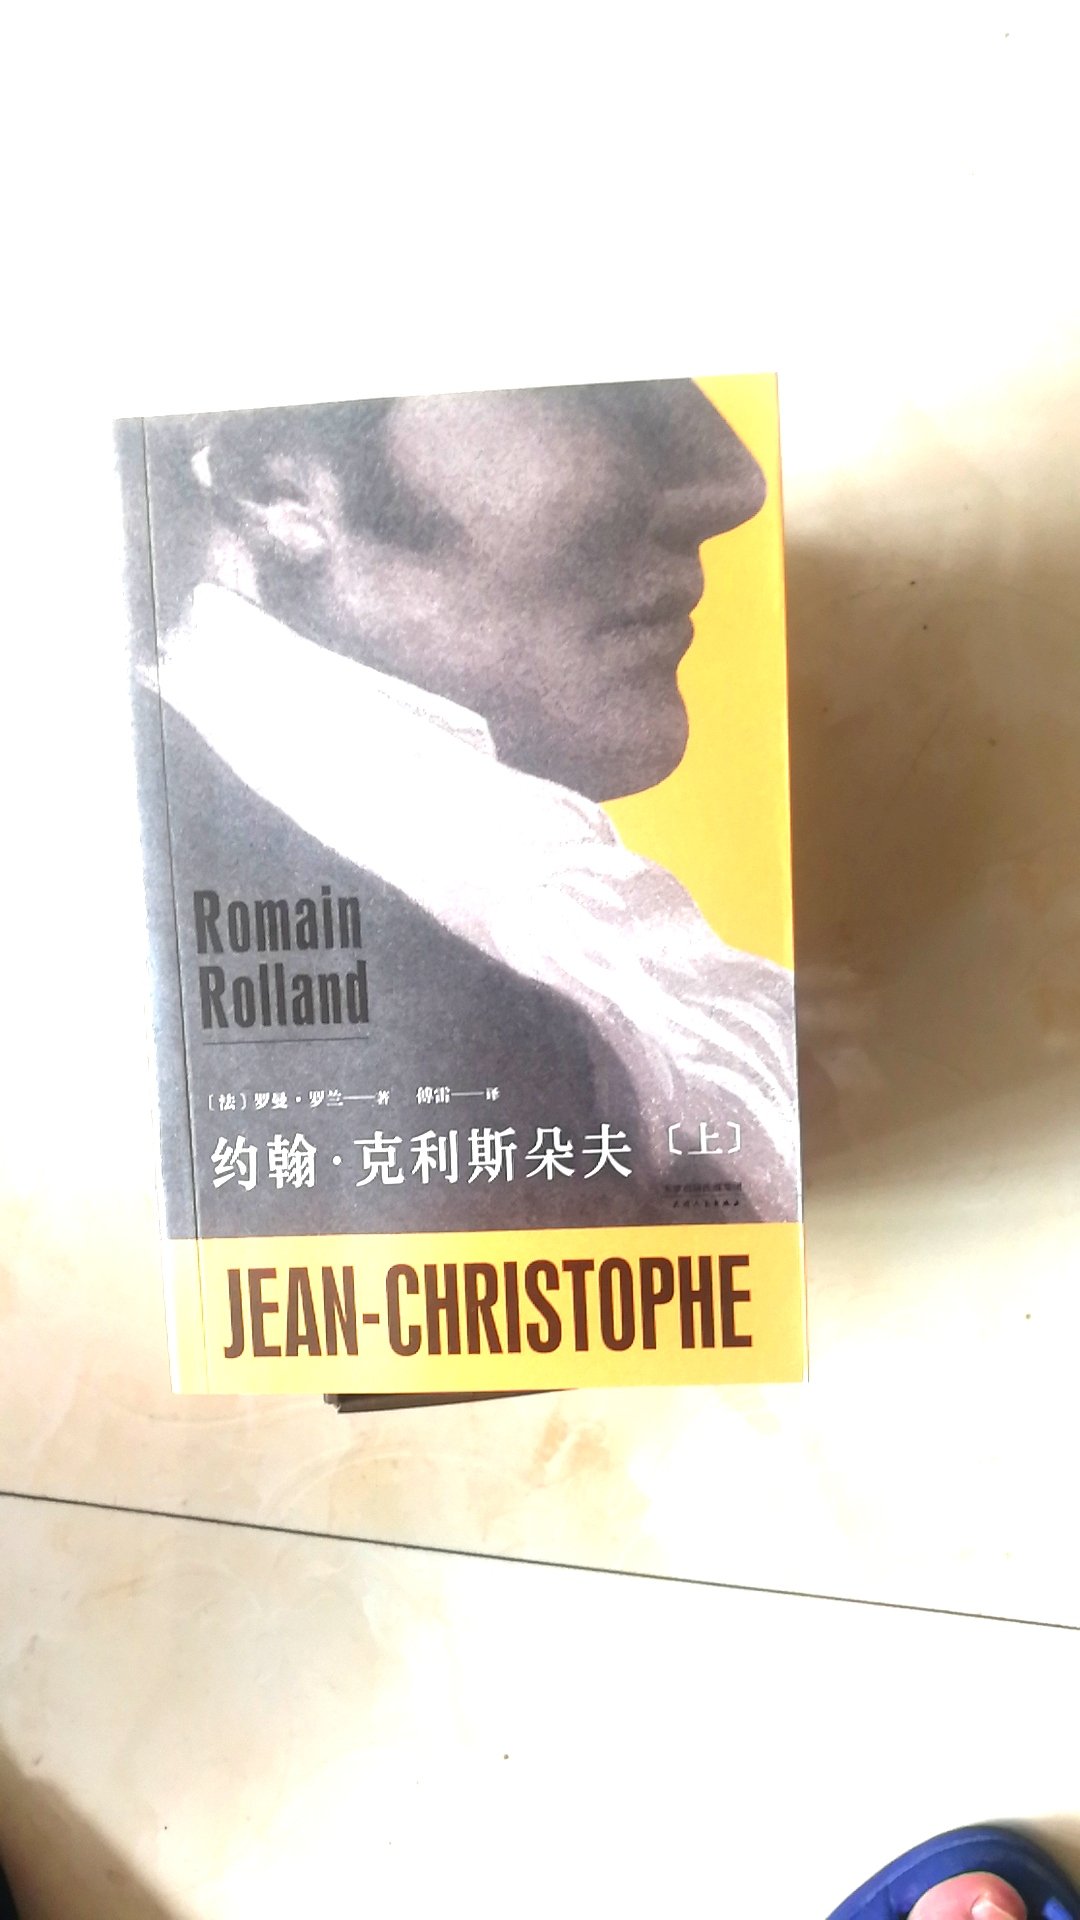 Romain
Rolland
〔法〕罗曼·罗兰——著 傅雷——译
约翰·克利斯朵夫〔上〕
JEAN-CHRISTOPHE